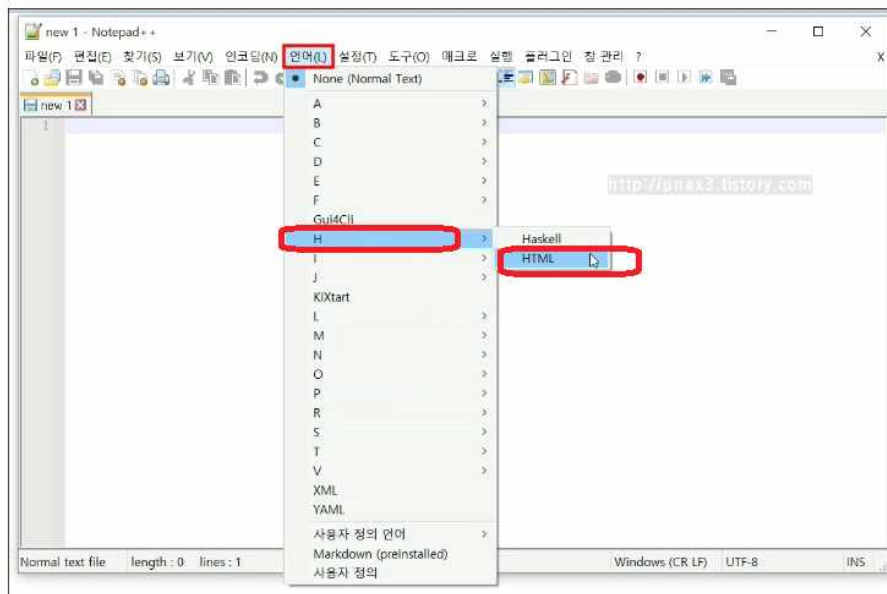 new 1 - Notepad++
파일(F) 편집(E) 찾기(S) 보기(V) 인코딩(N) 언어(L) 설정(T) 도구(O) 매크로 실행 플러그인 창 관리 ? X
new 1
1
None (Normal Text)
A
B
C
D
E
F
Gui4Cli
H
Haskell
I
HTML
J
KIXtart
L
M
N
O
P
R
S
T
V
XML
YAML
사용자 정의 언어
Markdown (preinstalled)
사용자 정의
http://pnax3.tistory.com
Normal text file length : 0 lines : 1 Windows (CR LF) UTF-8 INS